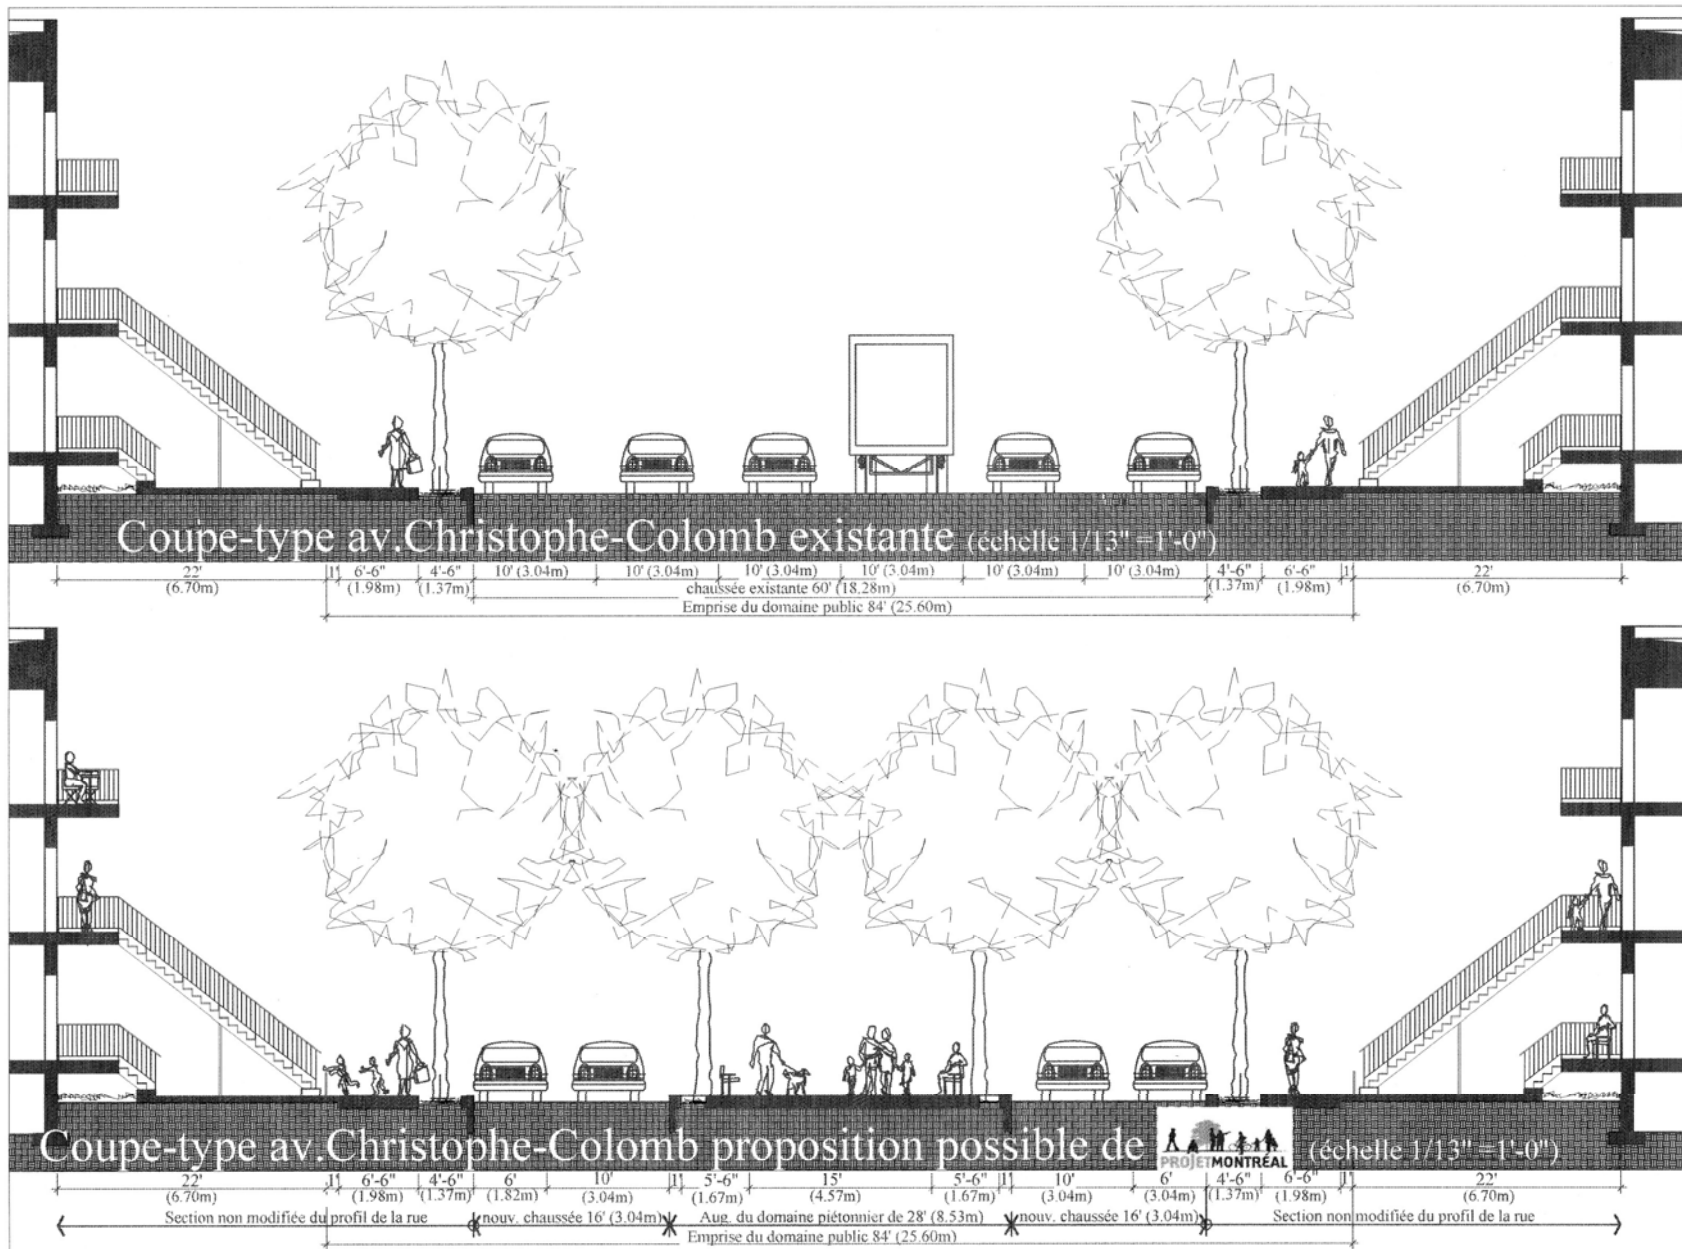 Coupe-type av.Christophe-Colomb existante (échelle 1/13" =1'-0")
22' 1' 6'-6" 4'-6" 10' (3.04m) 10' (3.04m) 10' (3.04m) 10' (3.04m) 10' (3.04m) 10' (3.04m) 4'-6" 6'-6" 1' 22'
(6.70m) (1.98m) (1.37m) chaussée existante 60' (18.28m) (1.37m) (1.98m) (6.70m)
Emprise du domaine public 84' (25.60m)
Coupe-type av.Christophe-Colomb proposition possible de PROJETMONTRÉAL (échelle 1/13" =1'-0")
22' 1' 6'-6" 4'-6" 6' 10' 1' 5'-6" 15' 5'-6" 1' 10' 6' 4'-6" 6'-6" 1' 22'
(6.70m) (1.98m) (1.37m) (1.82m) (3.04m) (1.67m) (4.57m) (1.67m) (3.04m) (3.04m) (1.37m) (1.98m) (6.70m)
Section non modifiée du profil de la rue nouv. chaussée 16' (3.04m) Aug. du domaine piétonnier de 28' (8.53m) nouv. chaussée 16' (3.04m) Section non modifiée du profil de la rue
Emprise du domaine public 84' (25.60m)